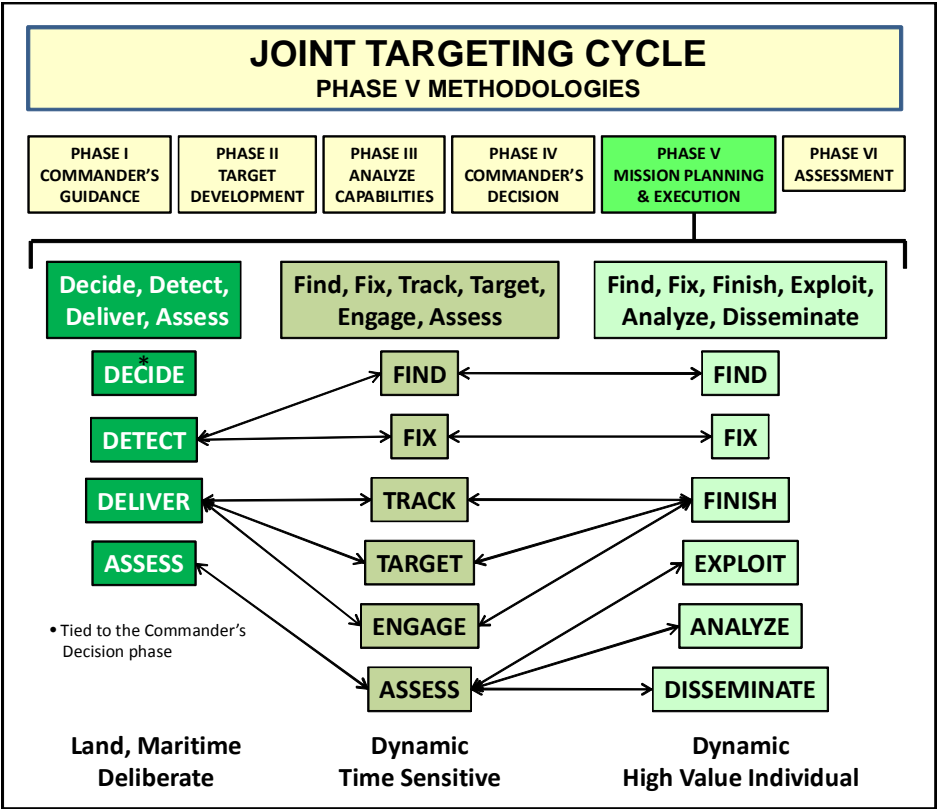 JOINT TARGETING CYCLE
PHASE V METHODOLOGIES
PHASE I
COMMANDER'S
GUIDANCE
PHASE II
TARGET
DEVELOPMENT
PHASE III
ANALYZE
CAPABILITIES
PHASE IV
COMMANDER'S
DECISION
PHASE V
MISSION PLANNING
& EXECUTION
PHASE VI
ASSESSMENT
Decide, Detect,
Deliver, Assess
Find, Fix, Track, Target,
Engage, Assess
Find, Fix, Finish, Exploit,
Analyze, Disseminate
*
DECIDE
FIND
FIND
DETECT
FIX
FIX
DELIVER
TRACK
FINISH
ASSESS
TARGET
EXPLOIT
• Tied to the Commander's
Decision phase
ENGAGE
ANALYZE
ASSESS
DISSEMINATE
Land, Maritime
Deliberate
Dynamic
Time Sensitive
Dynamic
High Value Individual